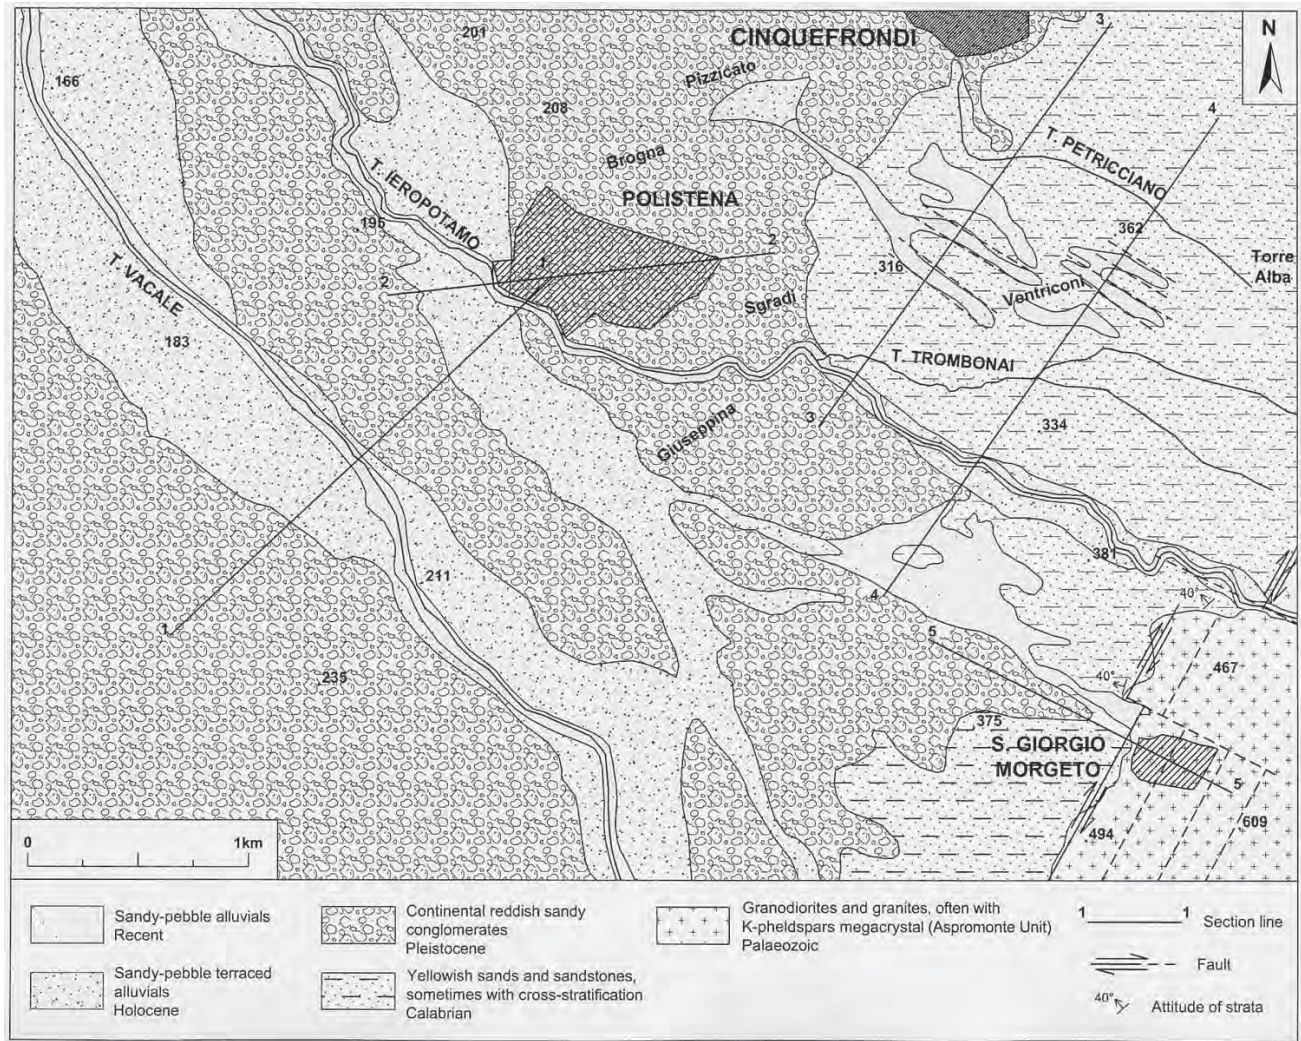 201
CINQUEFRONDI
3
N
166
Pizzicato
208
4
T. PETRICCIANO
Brogna
T. IEROPOTAMO
POLISTENA
195
362
2
1
316
Torre
Alba
2
T. VACALE
Ventriconi
Sgradi
183
T. TROMBONAI
Giuseppina
3
334
381
211
4
40°
1
5
235
467
40°
375
S. GIORGIO
MORGETO
5
609
494
0 1km
Sandy-pebble alluvials
Recent
Sandy-pebble terraced
alluvials
Holocene
Continental reddish sandy
conglomerates
Pleistocene
Yellowish sands and sandstones,
sometimes with cross-stratification
Calabrian
Granodiorites and granites, often with
K-pheldspars megacrystal (Aspromonte Unit)
Palaeozoic
1 1 Section line
Fault
40° Attitude of strata